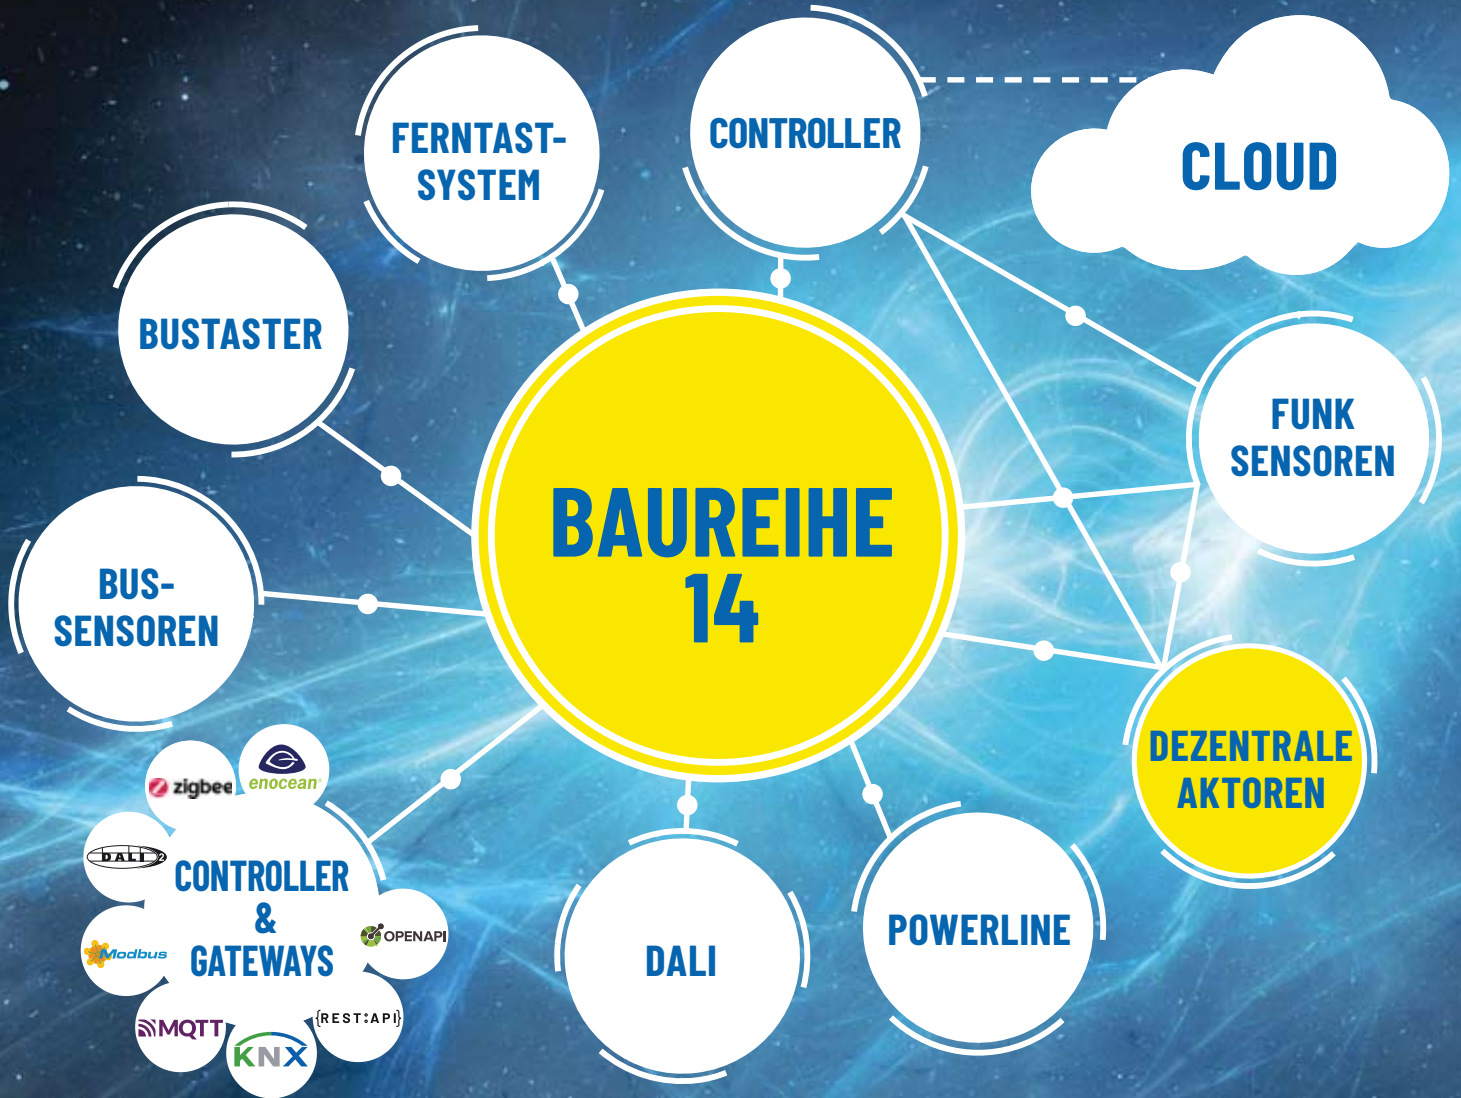 FERNTAST-
SYSTEM
CONTROLLER
CLOUD
BUSTASTER
FUNK
SENSOREN
BAUREIHE
14
BUS-
SENSOREN
DEZENTRALE
AKTOREN
zigbee
enocean®
DALI 2
CONTROLLER
&
GATEWAYS
Modbus
OPENAPI
MQTT
KNX
{REST:API}
DALI
POWERLINE